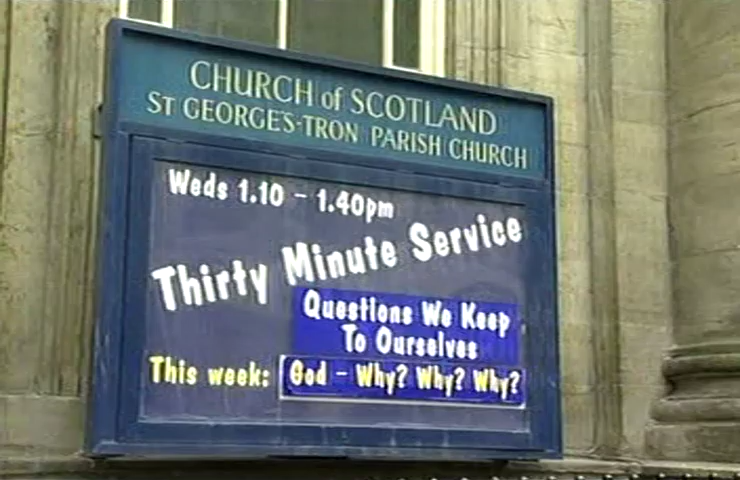 CHURCH of SCOTLAND
ST GEORGE'S-TRON PARISH CHURCH
Weds 1.10 - 1.40pm
Thirty Minute Service
Questions We Keep
To Ourselves
This week: God - Why? Why? Why?